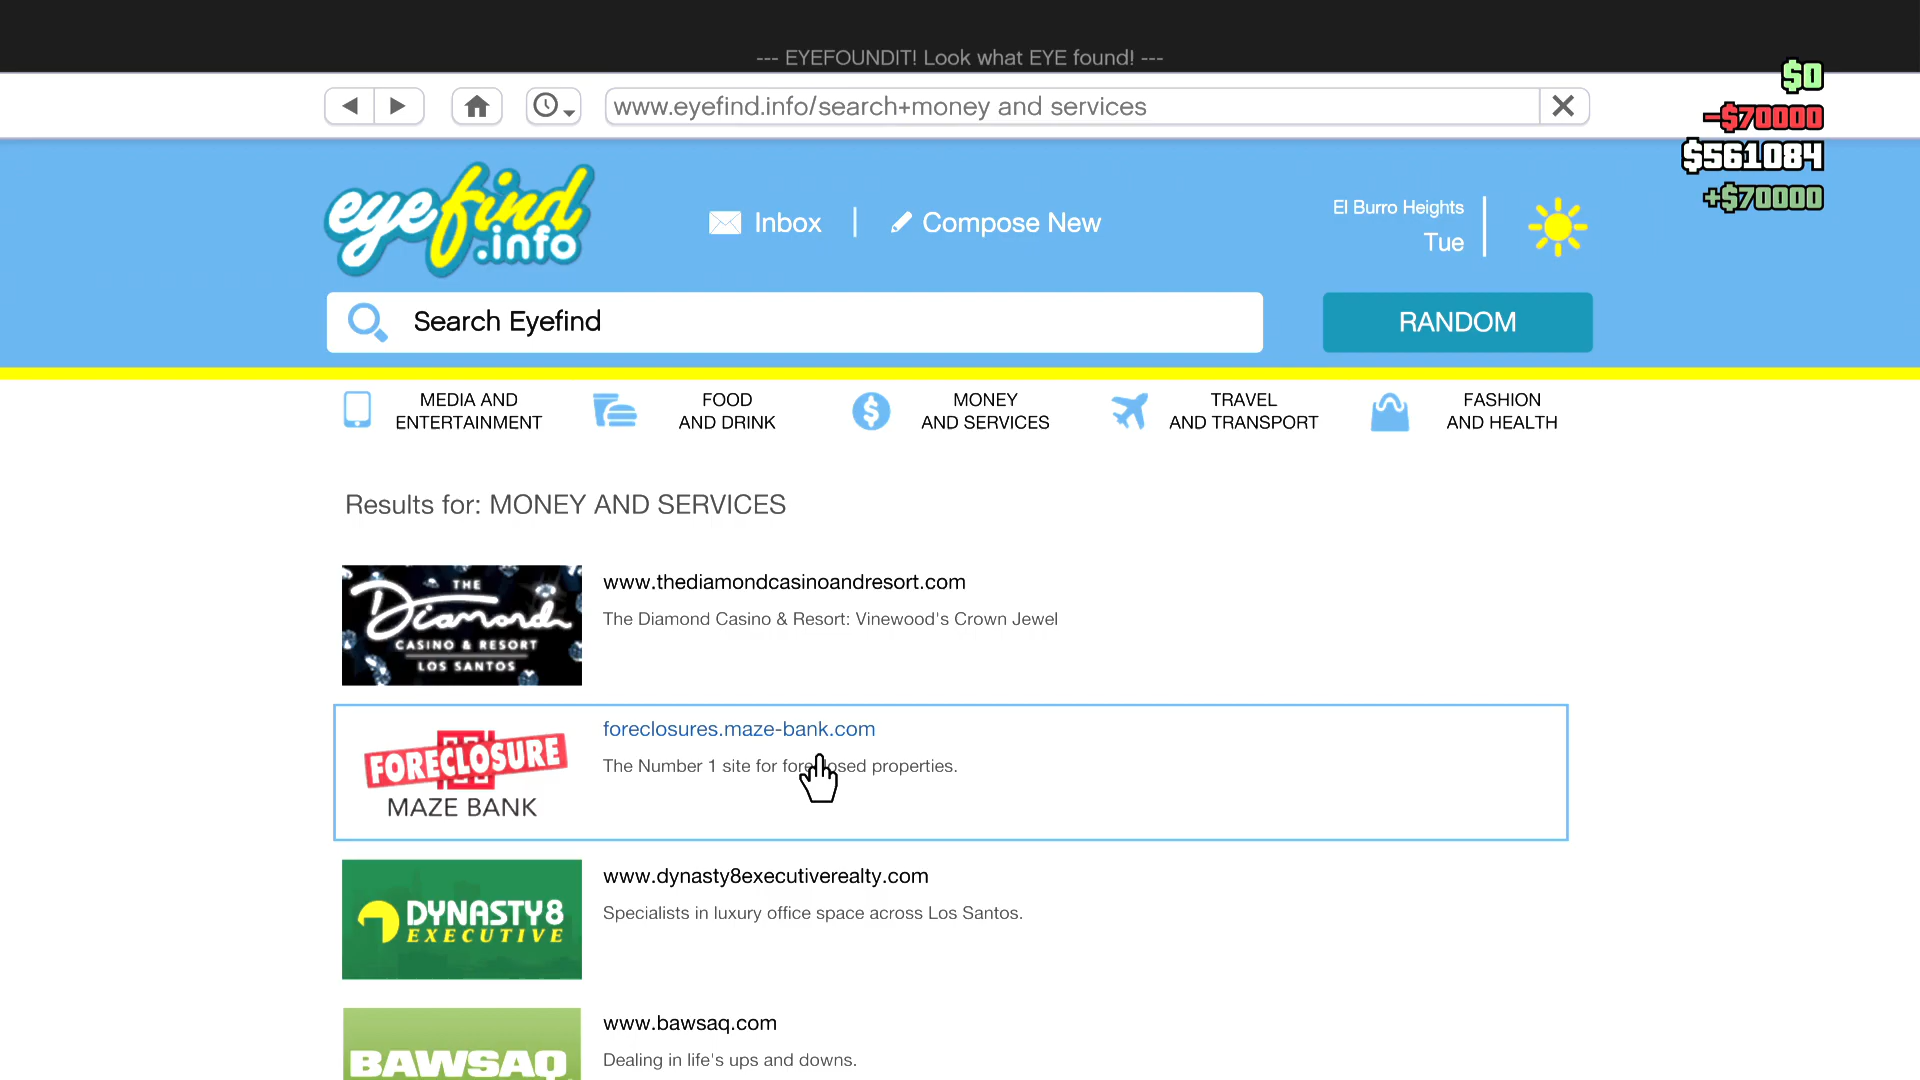 --- EYEFOUNDIT! Look what EYE found! ---
www.eyefind.info/search+money and services
$0
-$70000
$561084
+$70000
eyefind
.info
Inbox
Compose New
El Burro Heights
Tue
Search Eyefind
RANDOM
MEDIA AND
ENTERTAINMENT
FOOD
AND DRINK
MONEY
AND SERVICES
TRAVEL
AND TRANSPORT
FASHION
AND HEALTH
Results for: MONEY AND SERVICES
THE
Diamond
CASINO & RESORT
LOS SANTOS
www.thediamondcasinoandresort.com
The Diamond Casino & Resort: Vinewood's Crown Jewel
FORECLOSURE
MAZE BANK
foreclosures.maze-bank.com
The Number 1 site for foreclosed properties.
DYNASTY8
EXECUTIVE
www.dynasty8executiverealty.com
Specialists in luxury office space across Los Santos.
BAWSAQ
www.bawsaq.com
Dealing in life's ups and downs.